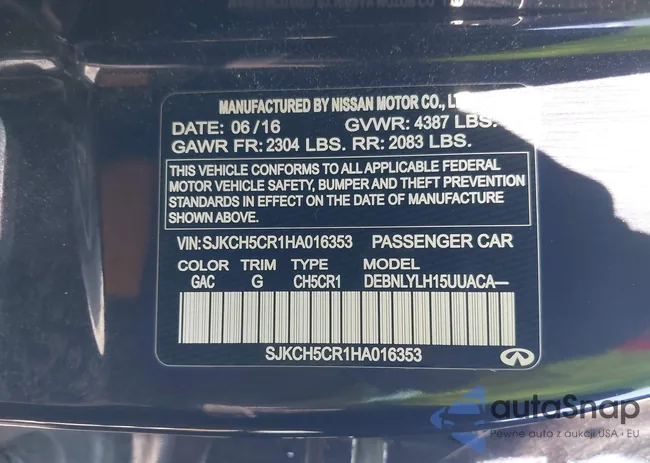 MANUFACTURED BY NISSAN MOTOR CO.,
DATE: 06/16 GVWR: 4387 LBS.
GAWR FR: 2304 LBS. RR: 2083 LBS.
THIS VEHICLE CONFORMS TO ALL APPLICABLE FEDERAL
MOTOR VEHICLE SAFETY, BUMPER AND THEFT PREVENTION
STANDARDS IN EFFECT ON THE DATE OF MANUFACTURE
SHOWN ABOVE.
VIN:SJKCH5CR1HA016353 PASSENGER CAR
COLOR TRIM TYPE MODEL
GAC G CH5CR1 DEBNLYLH15UUACA—
SJKCH5CR1HA016353
autoSnap
Pewne auto z aukcji USA i EU